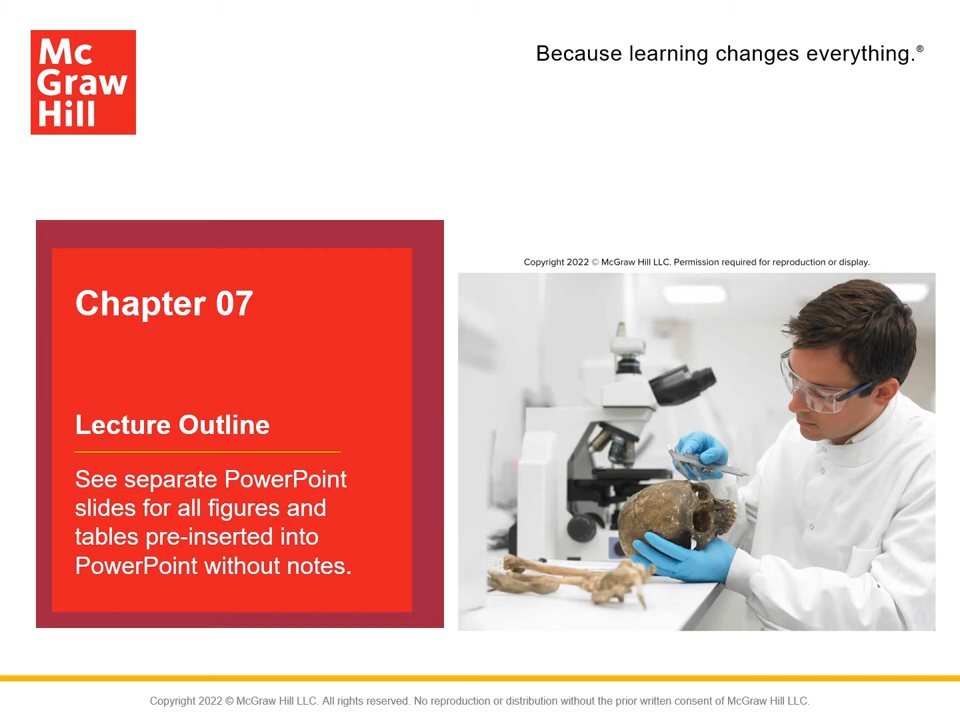 Mc
Graw
Hill
Because learning changes everything.®
Chapter 07
Lecture Outline
See separate PowerPoint
slides for all figures and
tables pre-inserted into
PowerPoint without notes.
Copyright 2022 © McGraw Hill LLC. Permission required for reproduction or display.
Copyright 2022 © McGraw Hill LLC. All rights reserved. No reproduction or distribution without the prior written consent of McGraw Hill LLC.